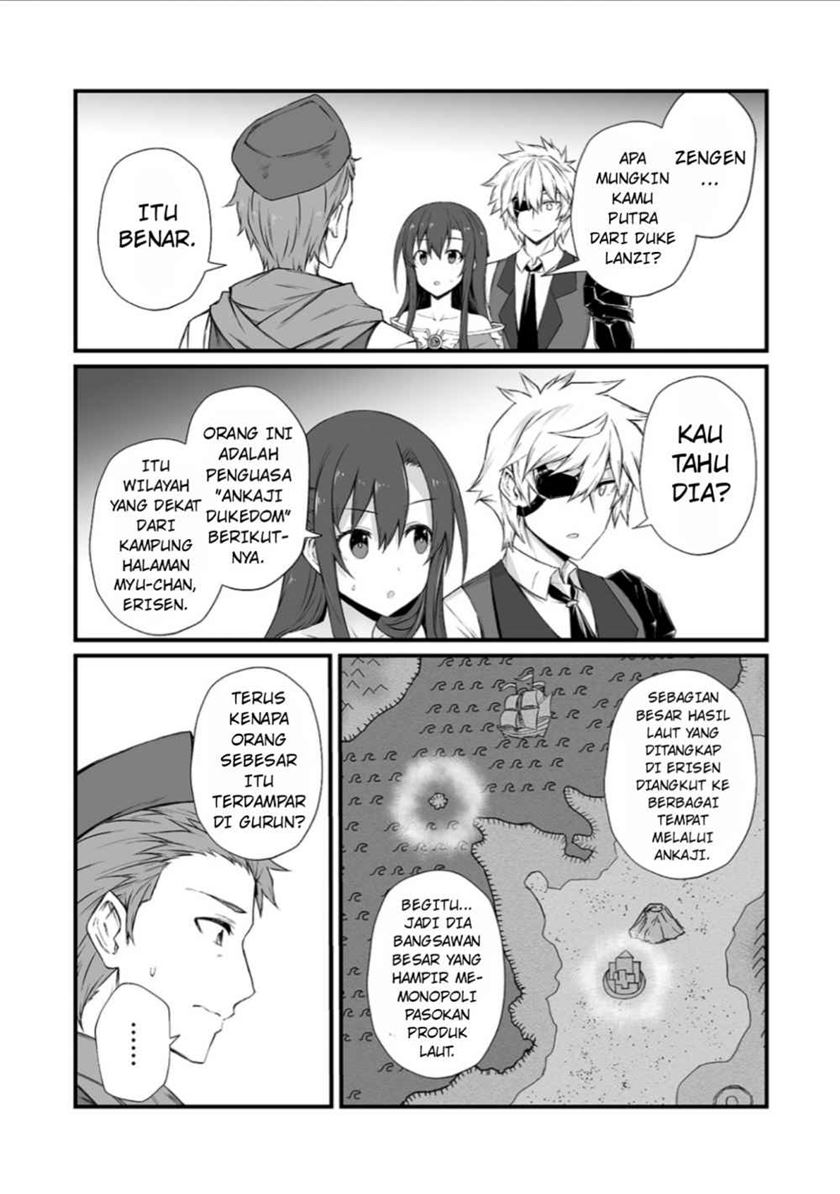 ZENGEN
...
APA
MUNGKIN
KAMU
PUTRA
DARI DUKE
LANZI?
ITU
BENAR.
KAU
TAHU
DIA?
ORANG INI
ADALAH
PENGUASA
"ANKAJI
DUKEDOM"
BERIKUT-
NYA.
ITU
WILAYAH
YANG DEKAT
DARI
KAMPUNG
HALAMAN
MYU-CHAN,
ERISEN.
SEBAGIAN
BESAR HASIL
LAUT YANG
DITANGKAP
DI ERISEN
DIANGKUT KE
BERBAGAI
TEMPAT
MELALUI
ANKAJI.
BEGITU...
JADI DIA
BANGSAWAN
BESAR YANG
HAMPIR ME-
MONOPOLI
PASOKAN
PRODUK
LAUT.
TERUS
KENAPA
ORANG
SEBESAR
ITU
TERDAMPAR
DI GURUN?
......